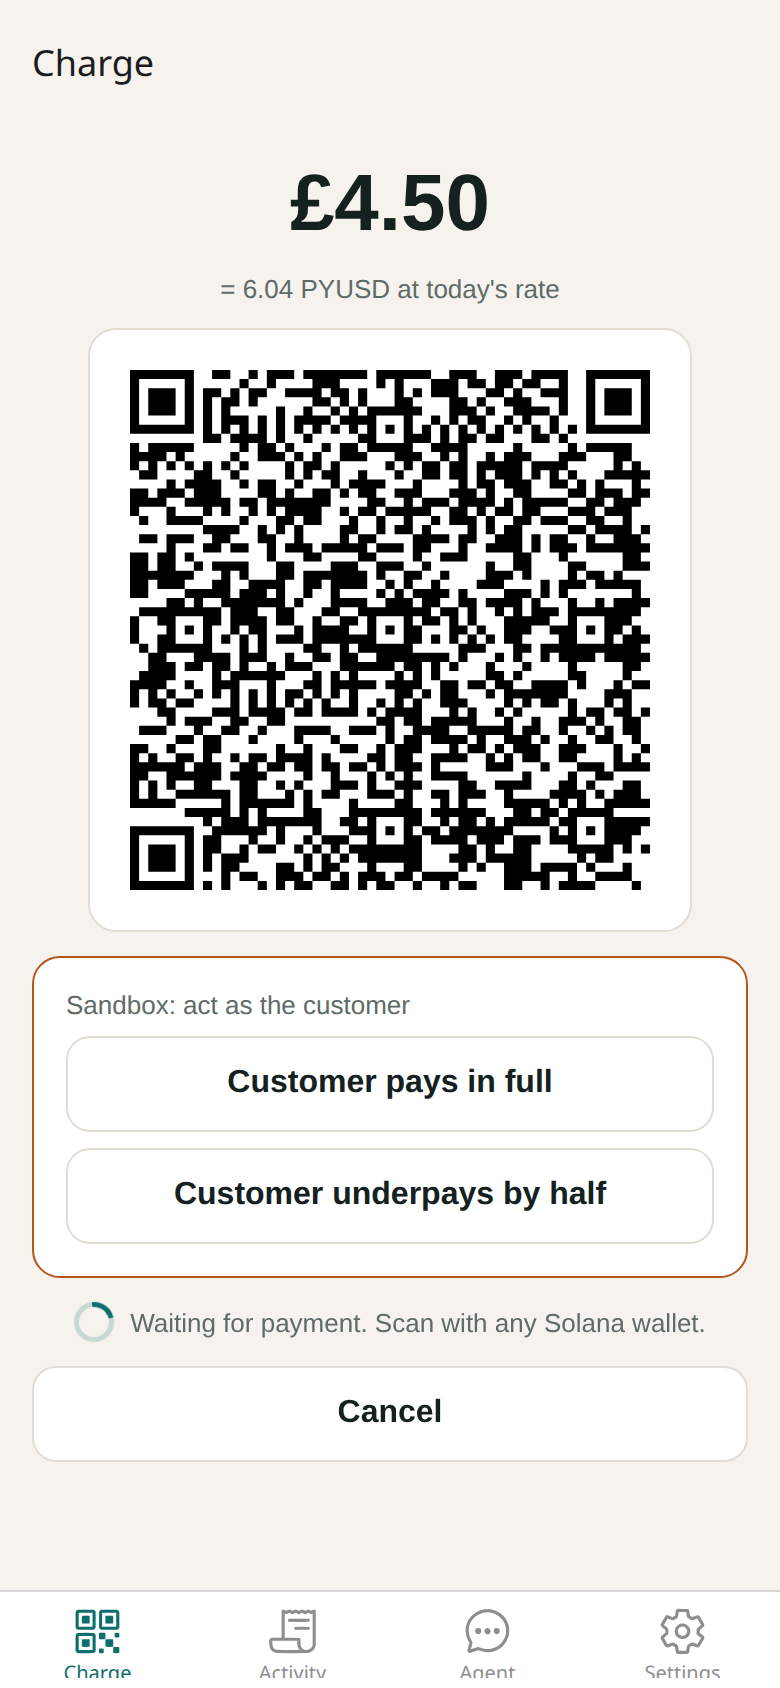 Charge
£4.50
= 6.04 PYUSD at today's rate
Sandbox: act as the customer
Customer pays in full
Customer underpays by half
Waiting for payment. Scan with any Solana wallet.
Cancel
Charge
Activity
Agent
Settings